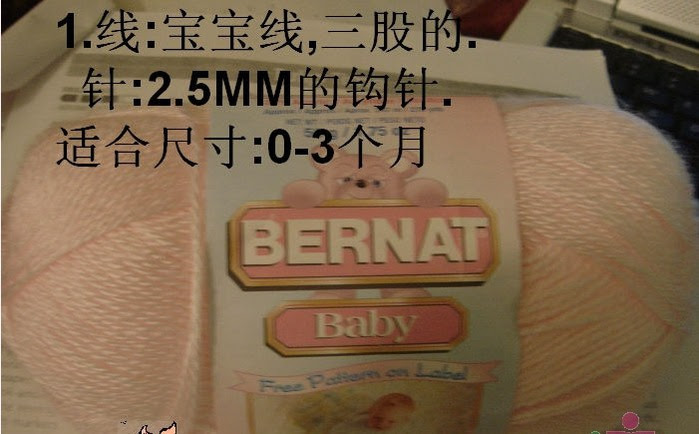 1.线:宝宝线,三股的.
针:2.5MM的钩针.
适合尺寸:0-3个月
BERNAT
Baby
Free Pattern on Label